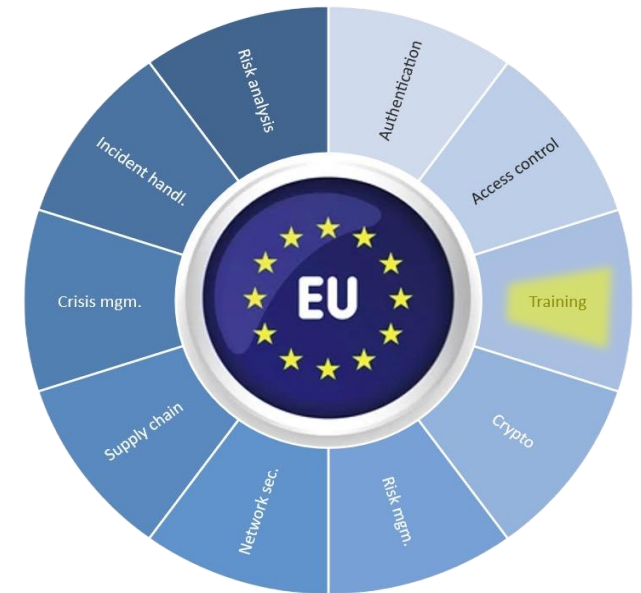 Authentication
Access control
Training
Crypto
Risk mgm.
Network sec.
Supply chain
Crisis mgm.
Incident handl.
Risk analysis
EU